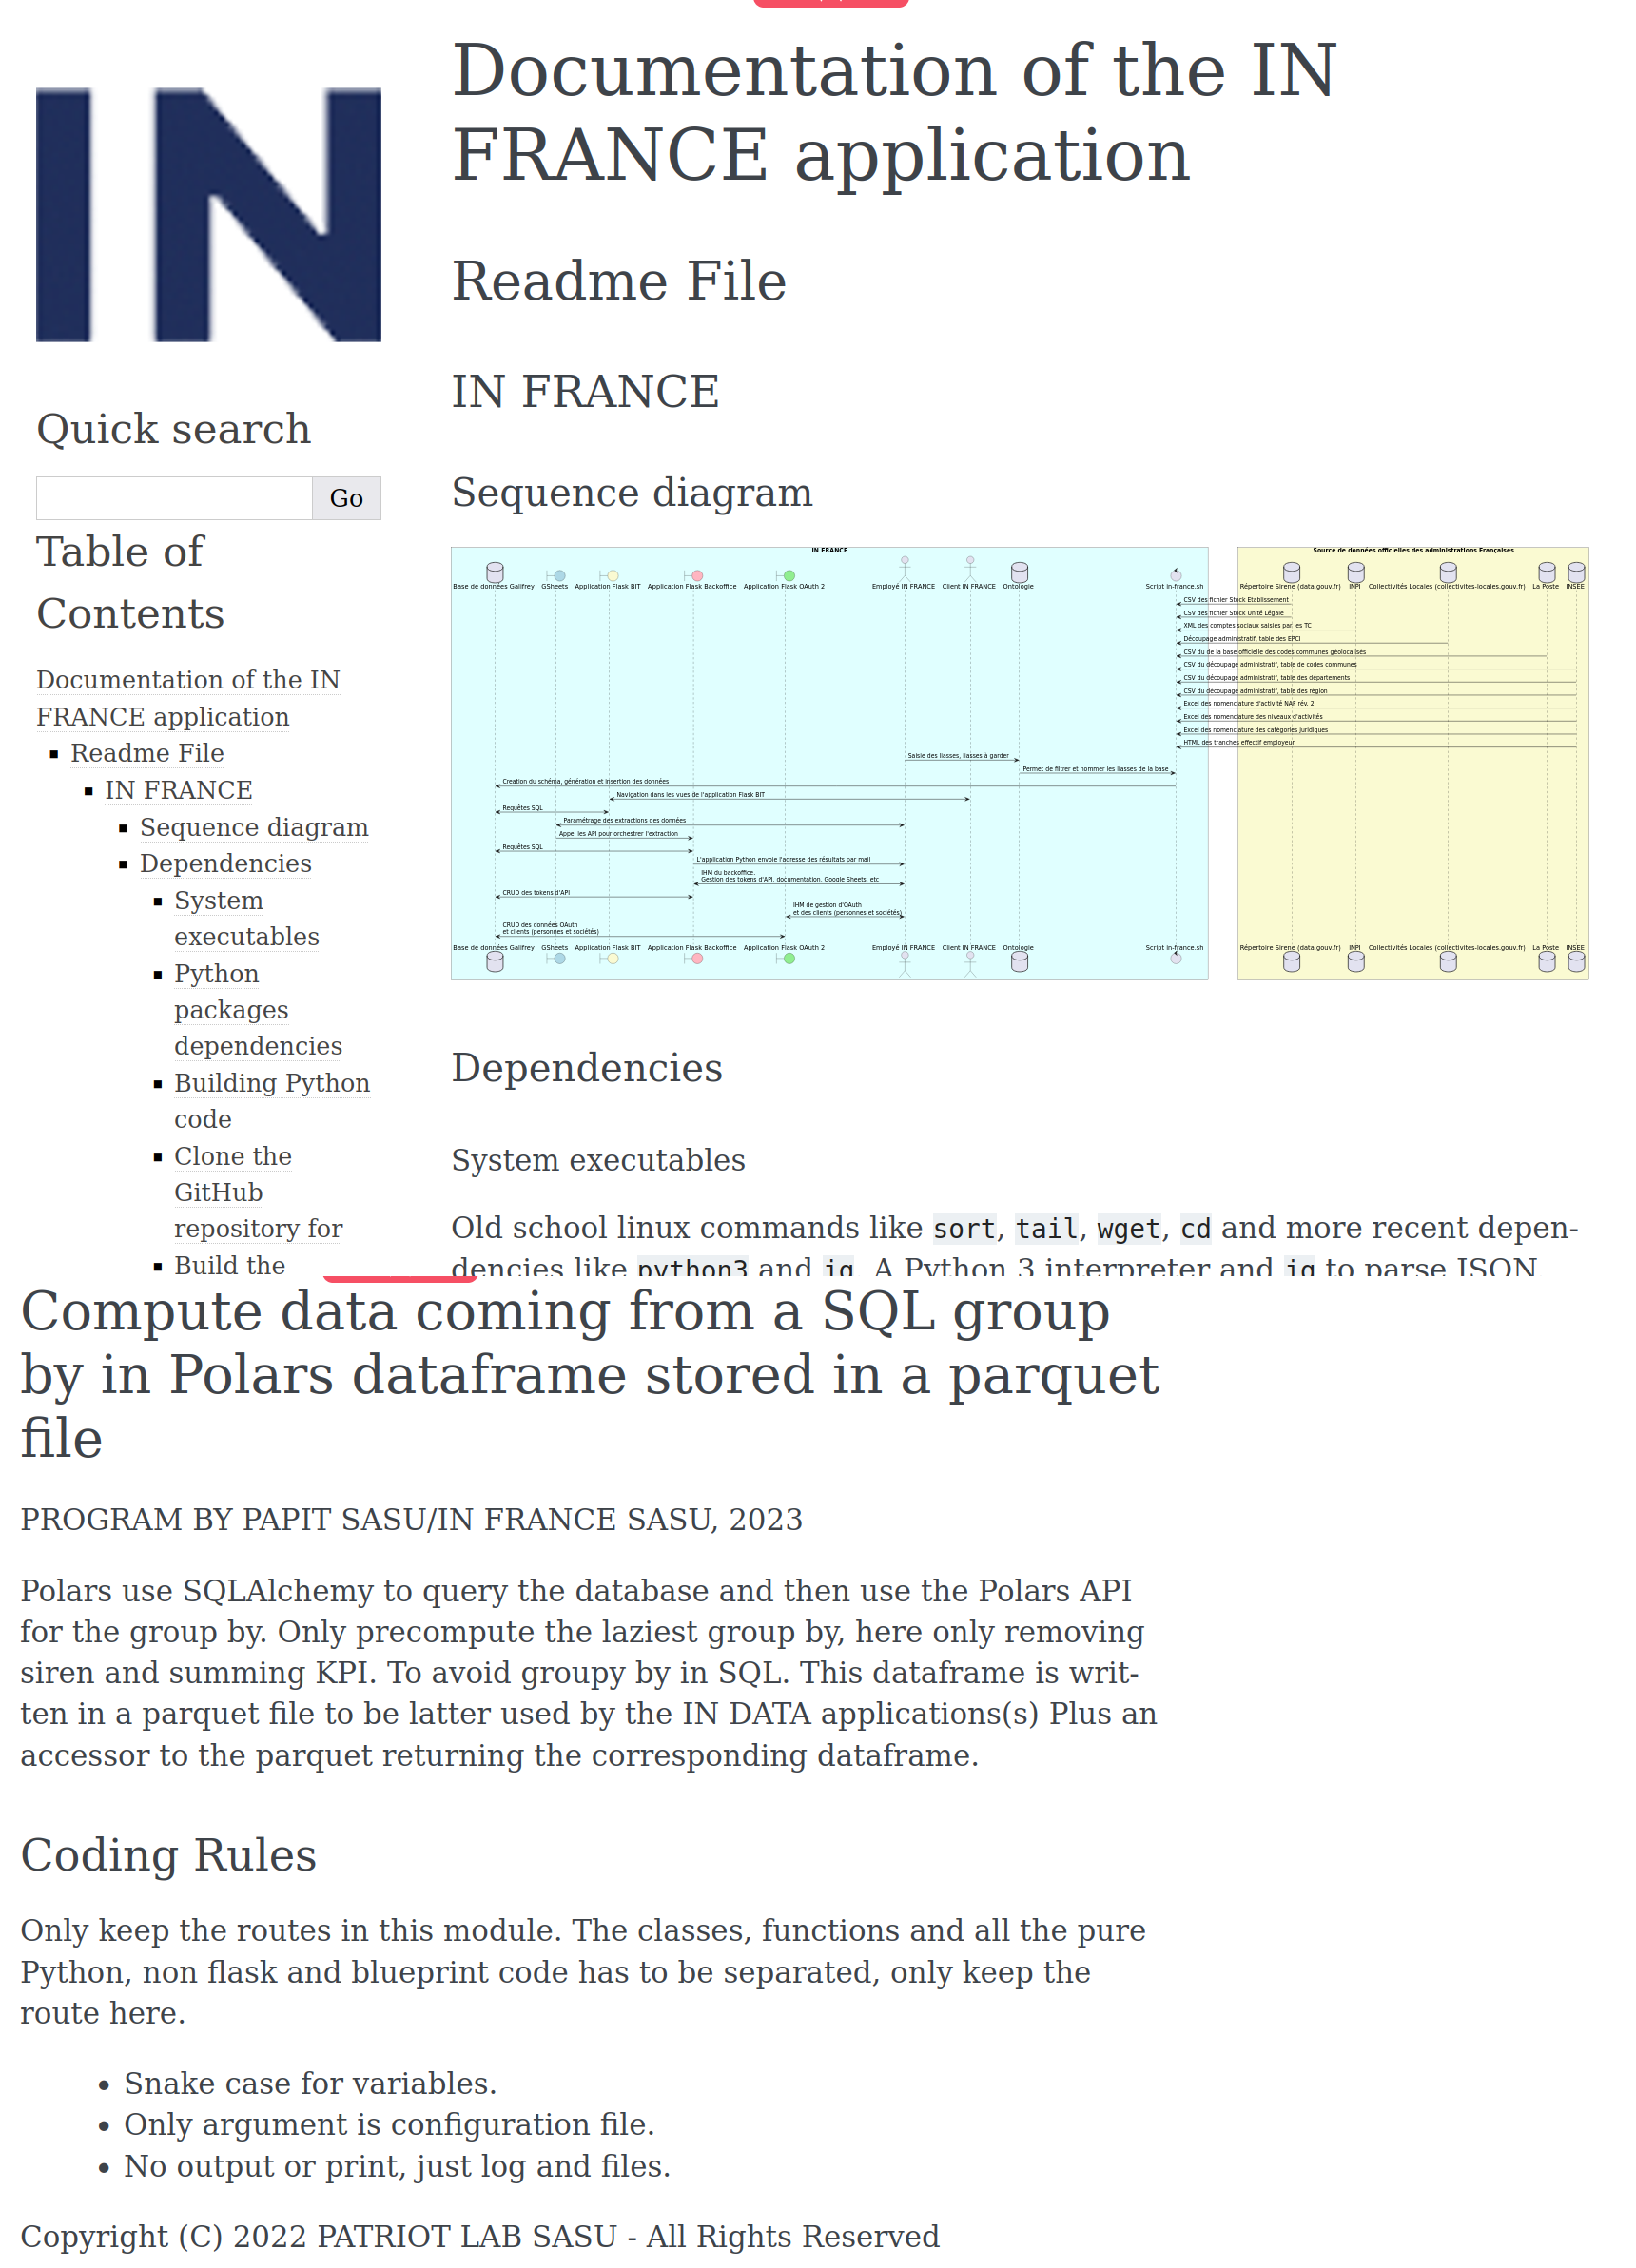 IN
Quick search
Go
Table of
Contents
Documentation of the IN
FRANCE application
Readme File
IN FRANCE
Sequence diagram
Dependencies
System
executables
Python
packages
dependencies
Building Python
code
Clone the
GitHub
repository for
Build the
Documentation of the IN
FRANCE application
Readme File
IN FRANCE
Sequence diagram
IN FRANCE
Source de données officielles des administrations Françaises
Base de données Gallfrey GSheets Application Flask BIT Application Flask Backoffice Application Flask OAuth 2 Employé IN FRANCE Client IN FRANCE Ontologie Script in-france.sh Répertoire Sirene (data.gouv.fr) INPI Collectivités Locales (collectivites-locales.gouv.fr) La Poste INSEE
CSV des fichier Stock Etablissement
CSV des fichier Stock Unité Légale
XML des comptes sociaux saisies par les TC
Découpage administratif, table des EPCI
CSV du de la base officielle des codes communes géolocalisés
CSV du découpage administratif, table de codes communes
CSV du découpage administratif, table des départements
CSV du découpage administratif, table des région
Excel des nomenclature d'activité NAF rév. 2
Excel des nomenclature des niveaux d'activités
Excel des nomenclature des catégories juridiques
HTML des tranches effectif employeur
Saisie des liasses, liasses à garder
Permet de filtrer et nommer les liasses de la base
Creation du schéma, génération et insertion des données
Navigation dans les vues de l'application Flask BIT
Requêtes SQL
Paramétrage des extractions des données
Appel les API pour orchestrer l'extraction
Requêtes SQL
L'application Python envoie l'adresse des résultats par mail
IHM du backoffice.
Gestion des tokens d'API, documentation, Google Sheets, etc
CRUD des tokens d'API
IHM de gestion d'OAuth
et des clients (personnes et sociétés)
CRUD des données OAuth
et clients (personnes et sociétés)
Base de données Gallfrey GSheets Application Flask BIT Application Flask Backoffice Application Flask OAuth 2 Employé IN FRANCE Client IN FRANCE Ontologie Script in-france.sh Répertoire Sirene (data.gouv.fr) INPI Collectivités Locales (collectivites-locales.gouv.fr) La Poste INSEE
Dependencies
System executables
Old school linux commands like sort, tail, wget, cd and more recent depen-
dencies like python3 and jq. A Python 3 interpreter and jq to parse JSON
Compute data coming from a SQL group
by in Polars dataframe stored in a parquet
file
PROGRAM BY PAPIT SASU/IN FRANCE SASU, 2023
Polars use SQLAlchemy to query the database and then use the Polars API
for the group by. Only precompute the laziest group by, here only removing
siren and summing KPI. To avoid groupy by in SQL. This dataframe is writ-
ten in a parquet file to be latter used by the IN DATA applications(s) Plus an
accessor to the parquet returning the corresponding dataframe.
Coding Rules
Only keep the routes in this module. The classes, functions and all the pure
Python, non flask and blueprint code has to be separated, only keep the
route here.
• Snake case for variables.
• Only argument is configuration file.
• No output or print, just log and files.
Copyright (C) 2022 PATRIOT LAB SASU - All Rights Reserved